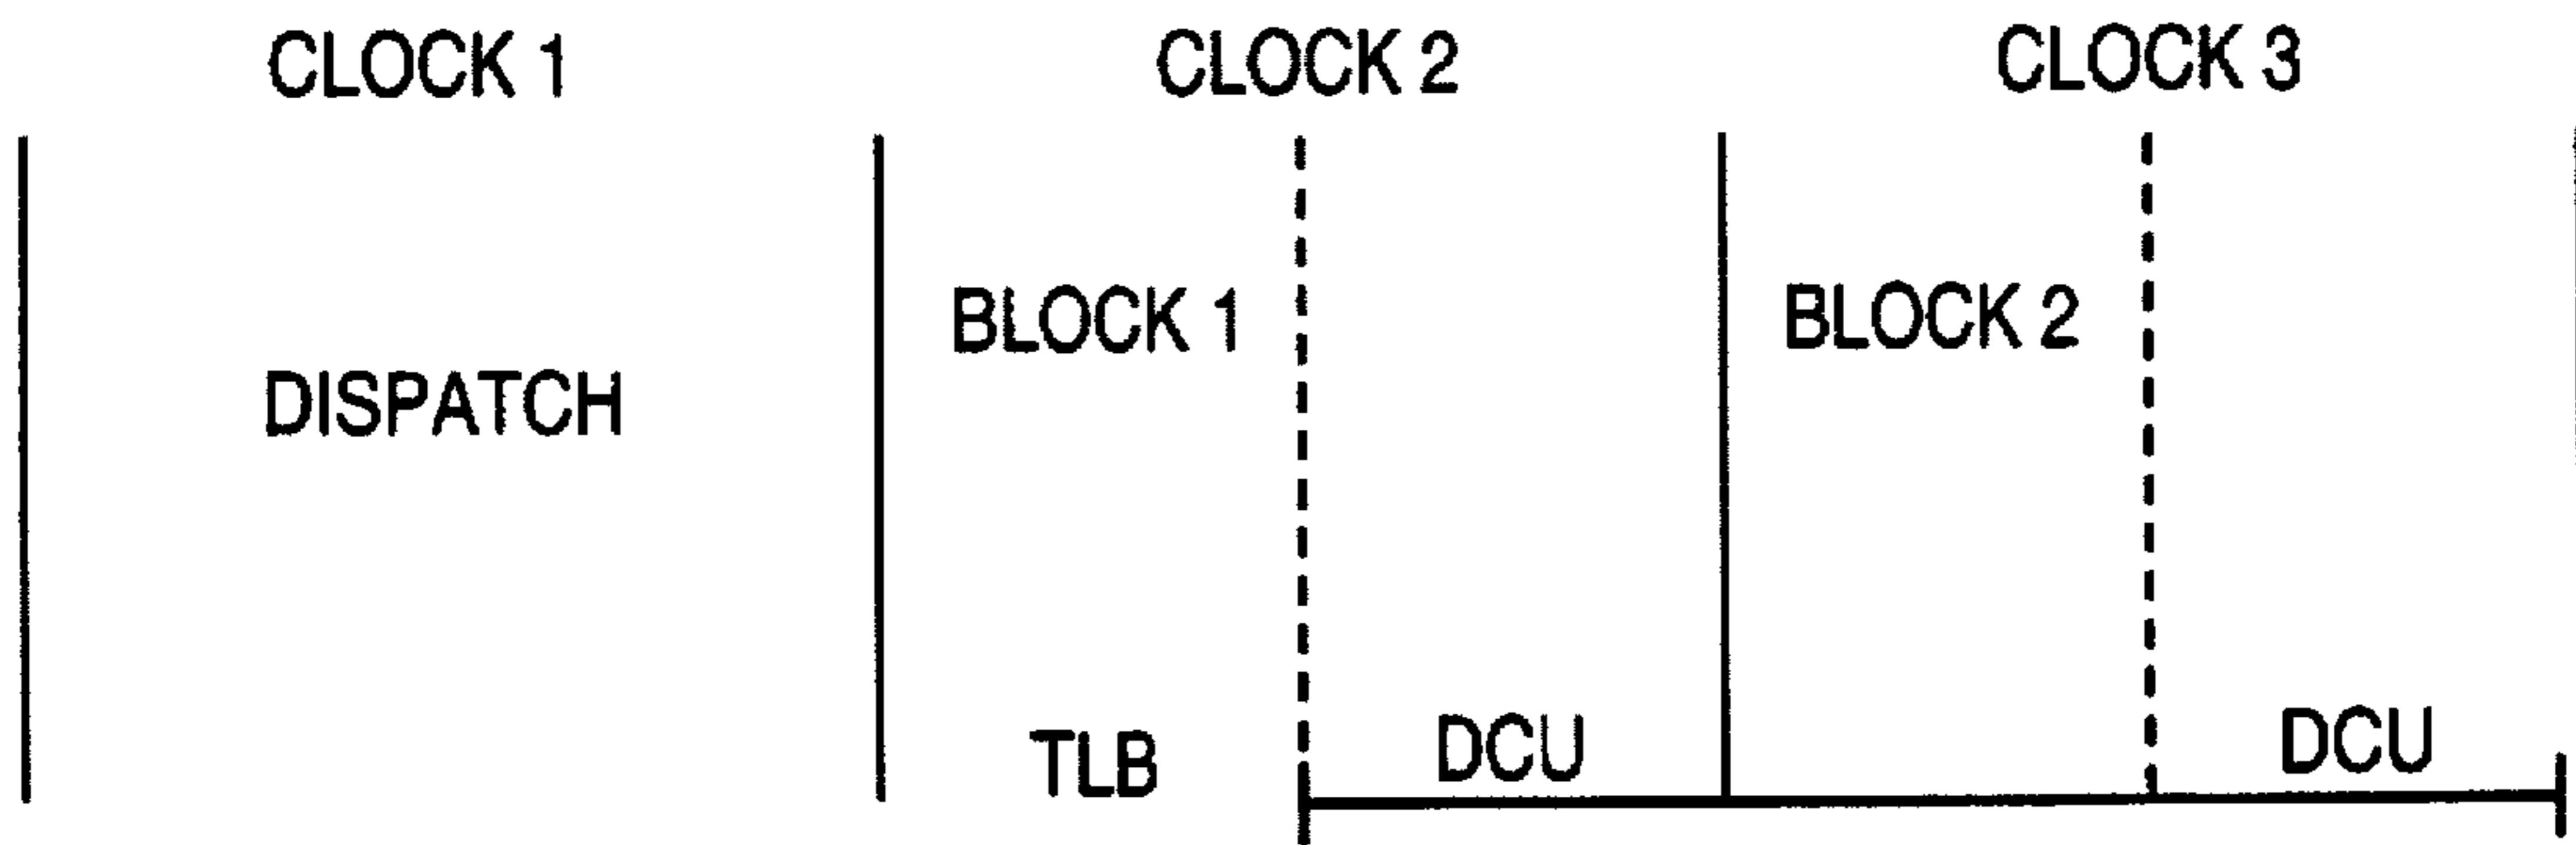 CLOCK 1 CLOCK 2 CLOCK 3
BLOCK 1 BLOCK 2
DISPATCH
TLB DCU DCU